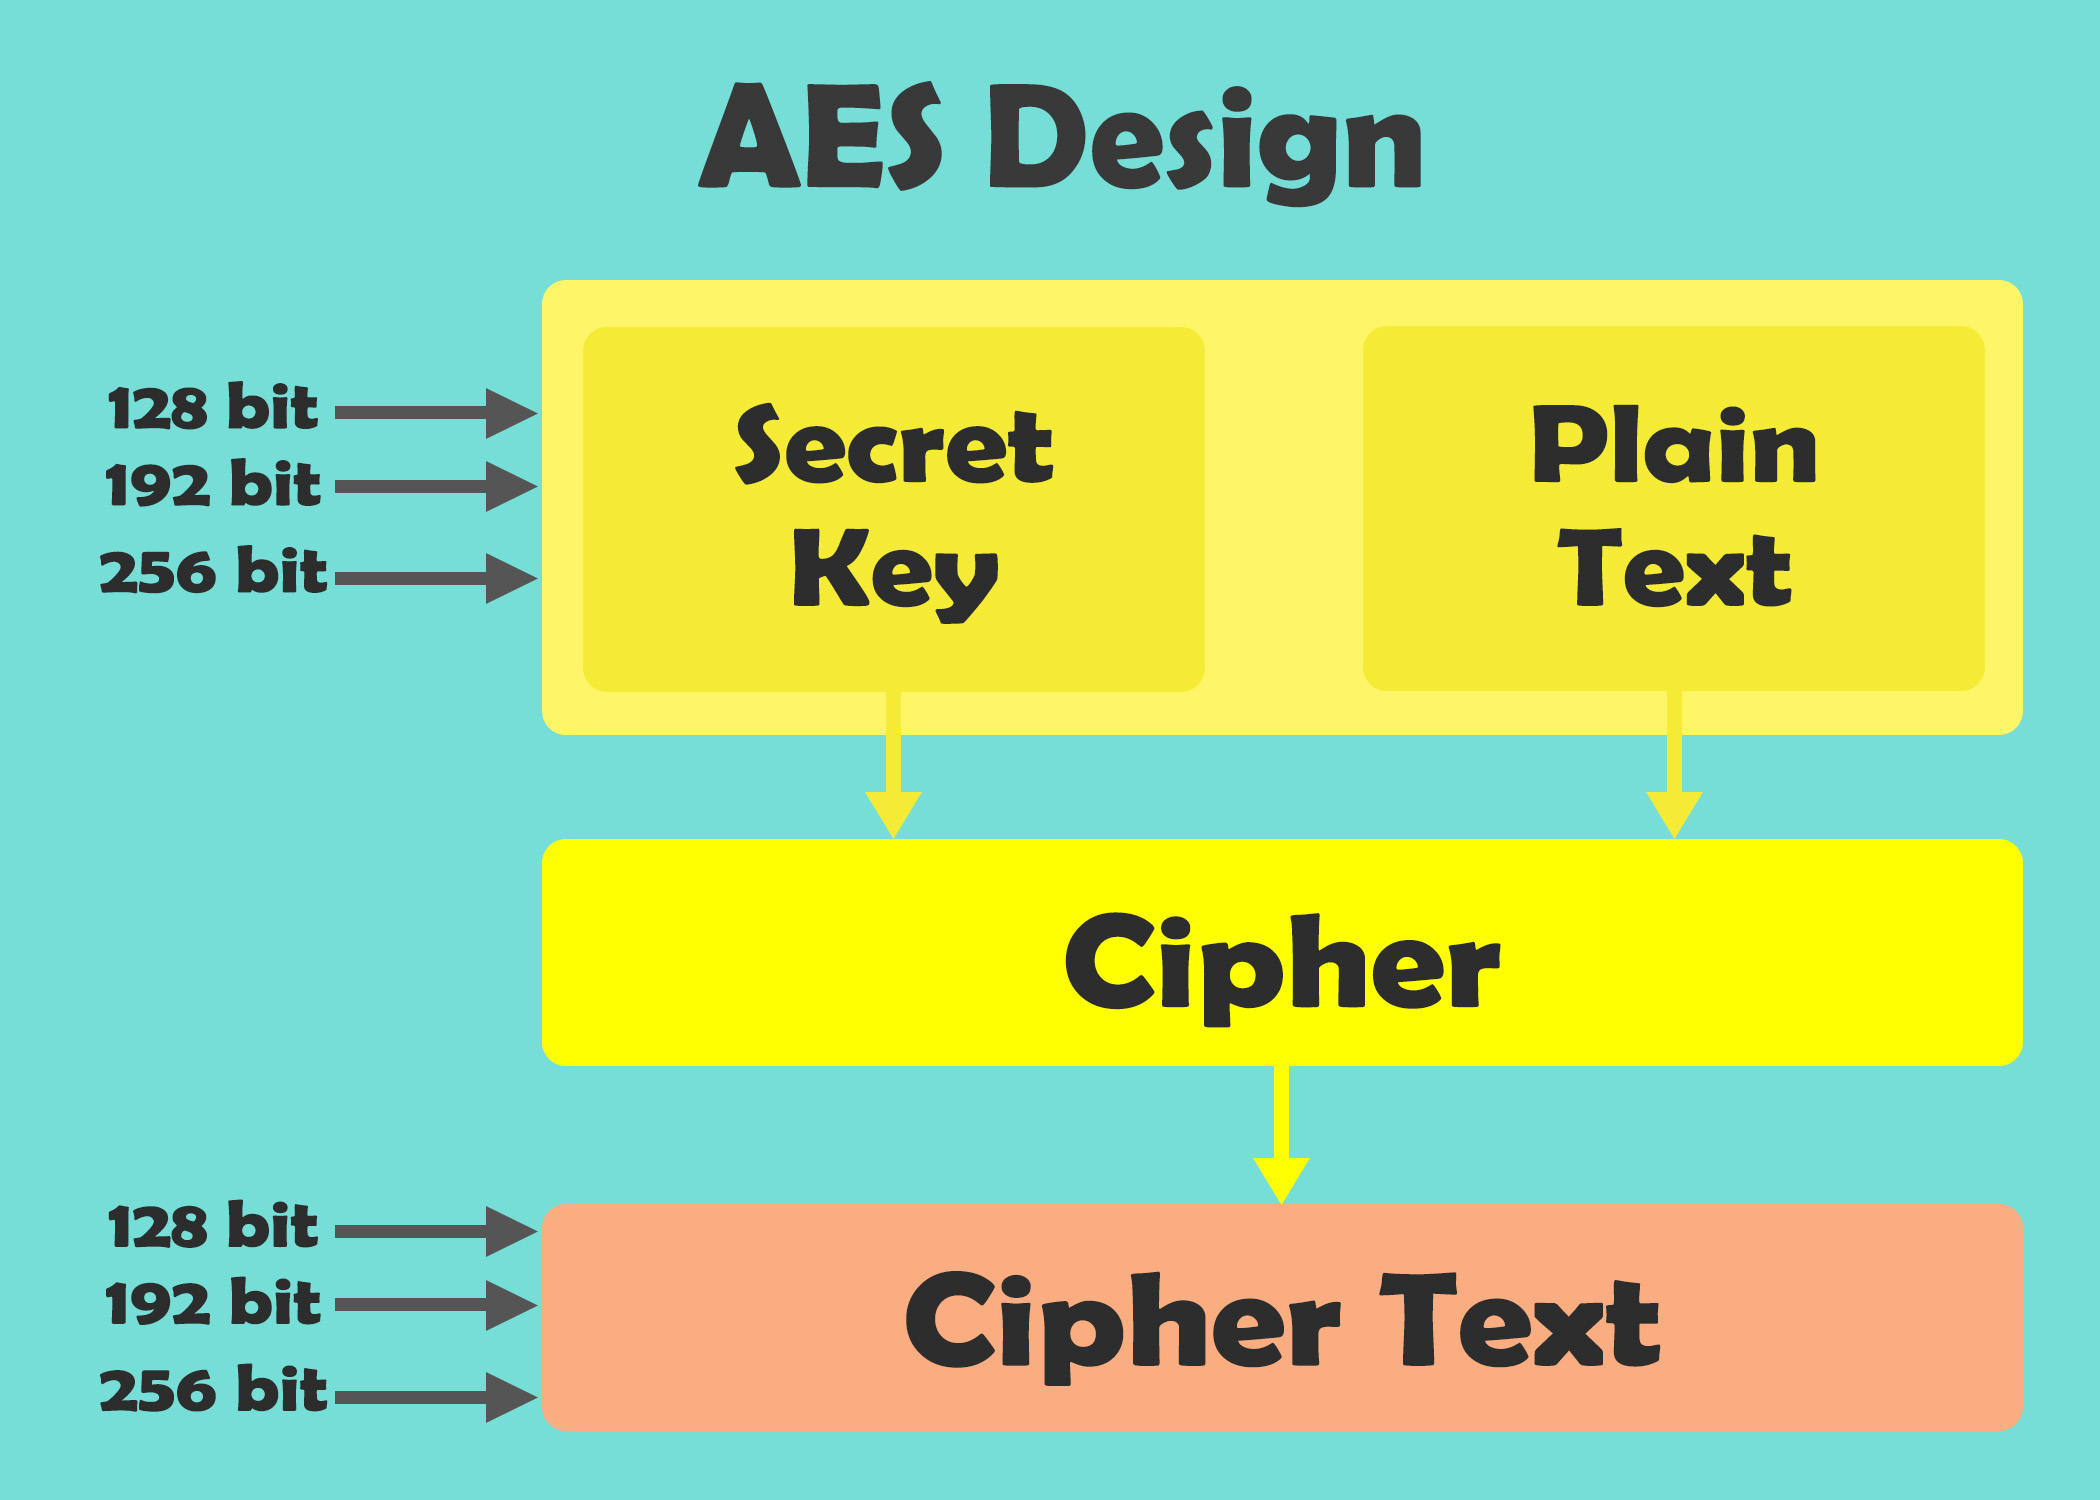 AES Design
128 bit
192 bit
256 bit
Secret
Key
Plain
Text
Cipher
128 bit
192 bit
256 bit
Cipher Text